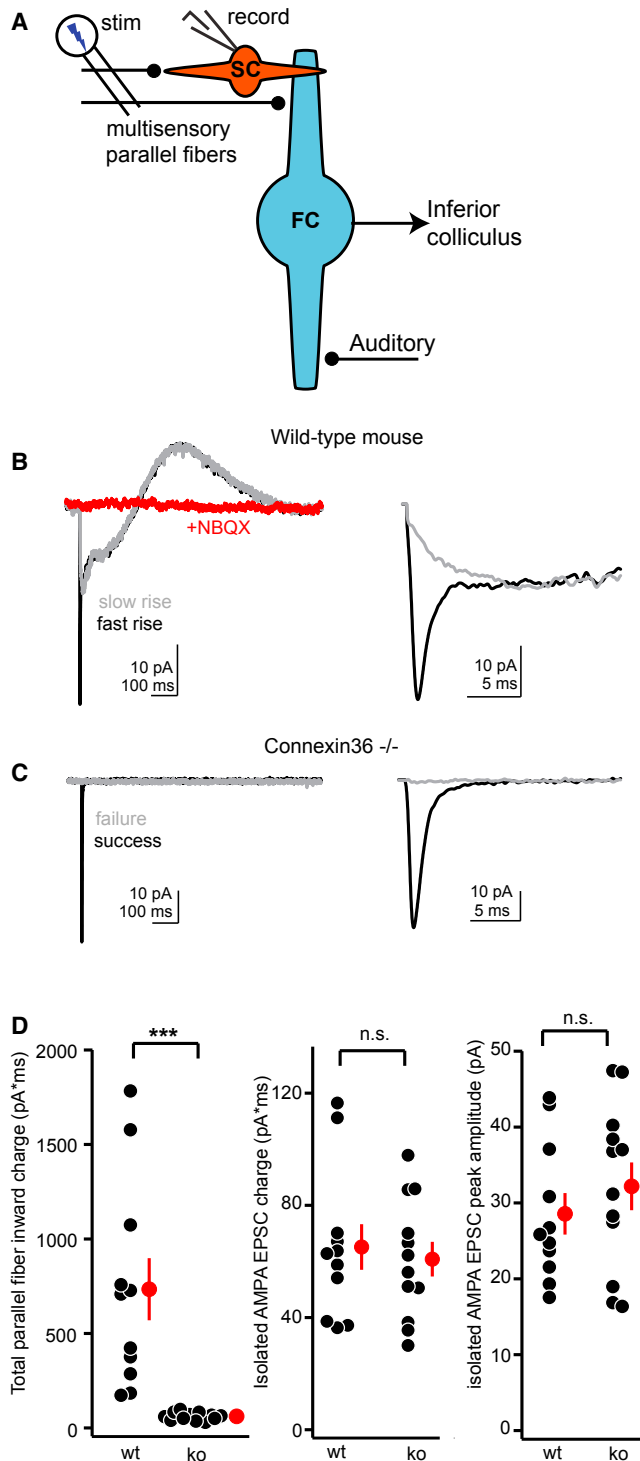 A
stim
record
SC
multisensory
parallel fibers
FC
Inferior
colliculus
Auditory
Wild-type mouse
B
+NBQX
slow rise
fast rise
10 pA
100 ms
10 pA
5 ms
Connexin36 -/-
C
failure
success
10 pA
100 ms
10 pA
5 ms
D
***
Total parallel fiber inward charge (pA*ms)
2000
1500
1000
500
0
wt
ko
n.s.
Isolated AMPA EPSC charge (pA*ms)
120
80
40
0
wt
ko
n.s.
isolated AMPA EPSC peak amplitude (pA)
50
40
30
20
10
0
wt
ko